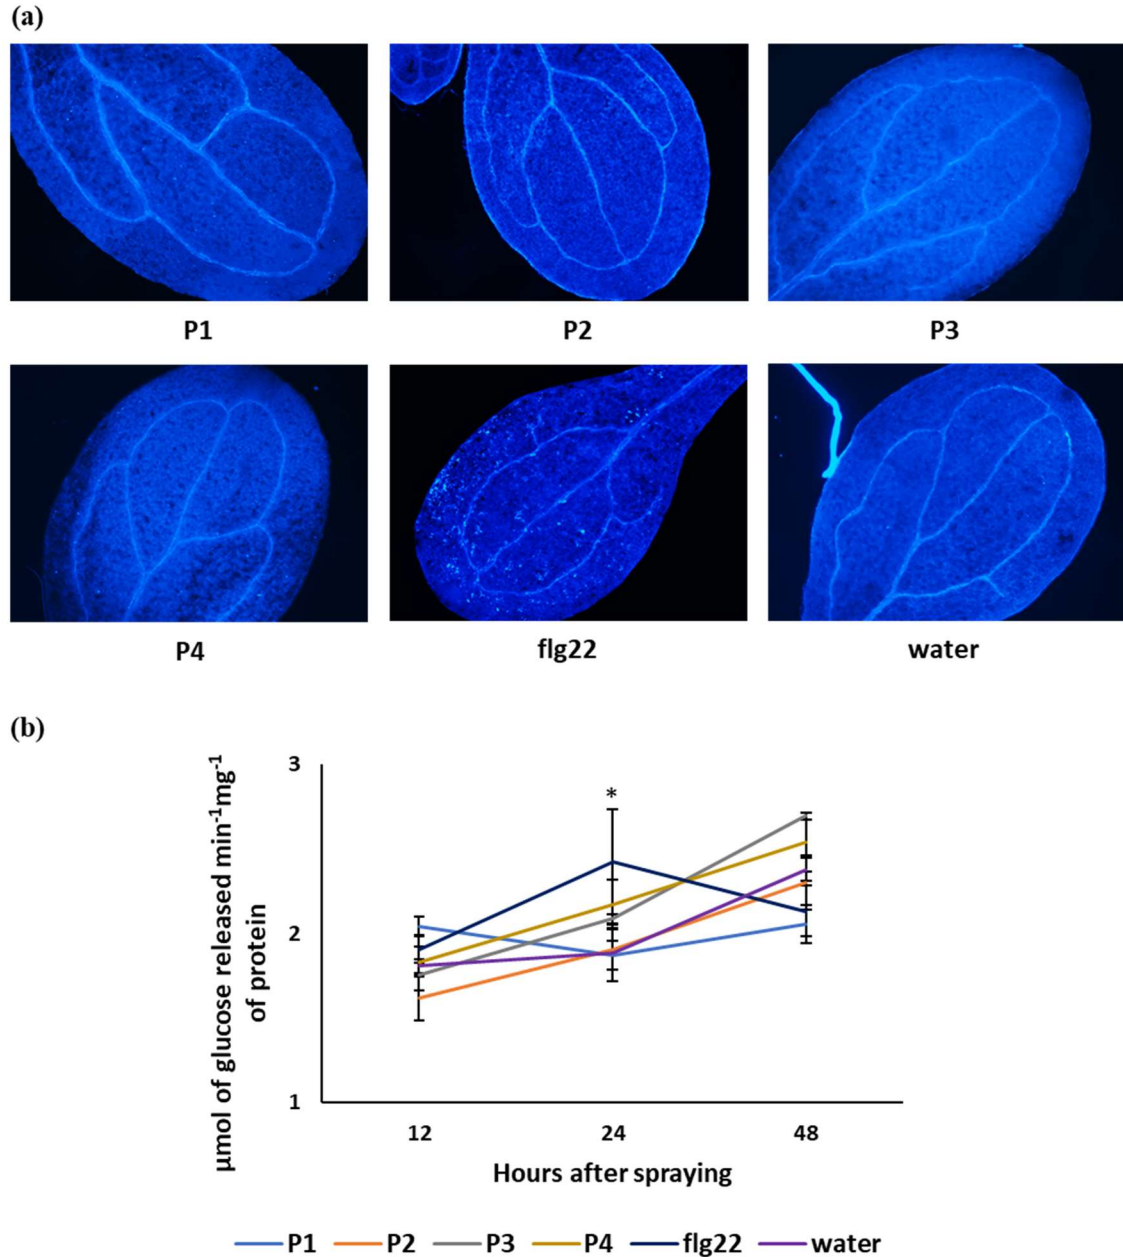 (a)
P1
P2
P3
P4
flg22
water
(b)
µmol of glucose released min⁻¹mg⁻¹
of protein
3
*
2
1
12
24
48
Hours after spraying
P1
P2
P3
P4
flg22
water